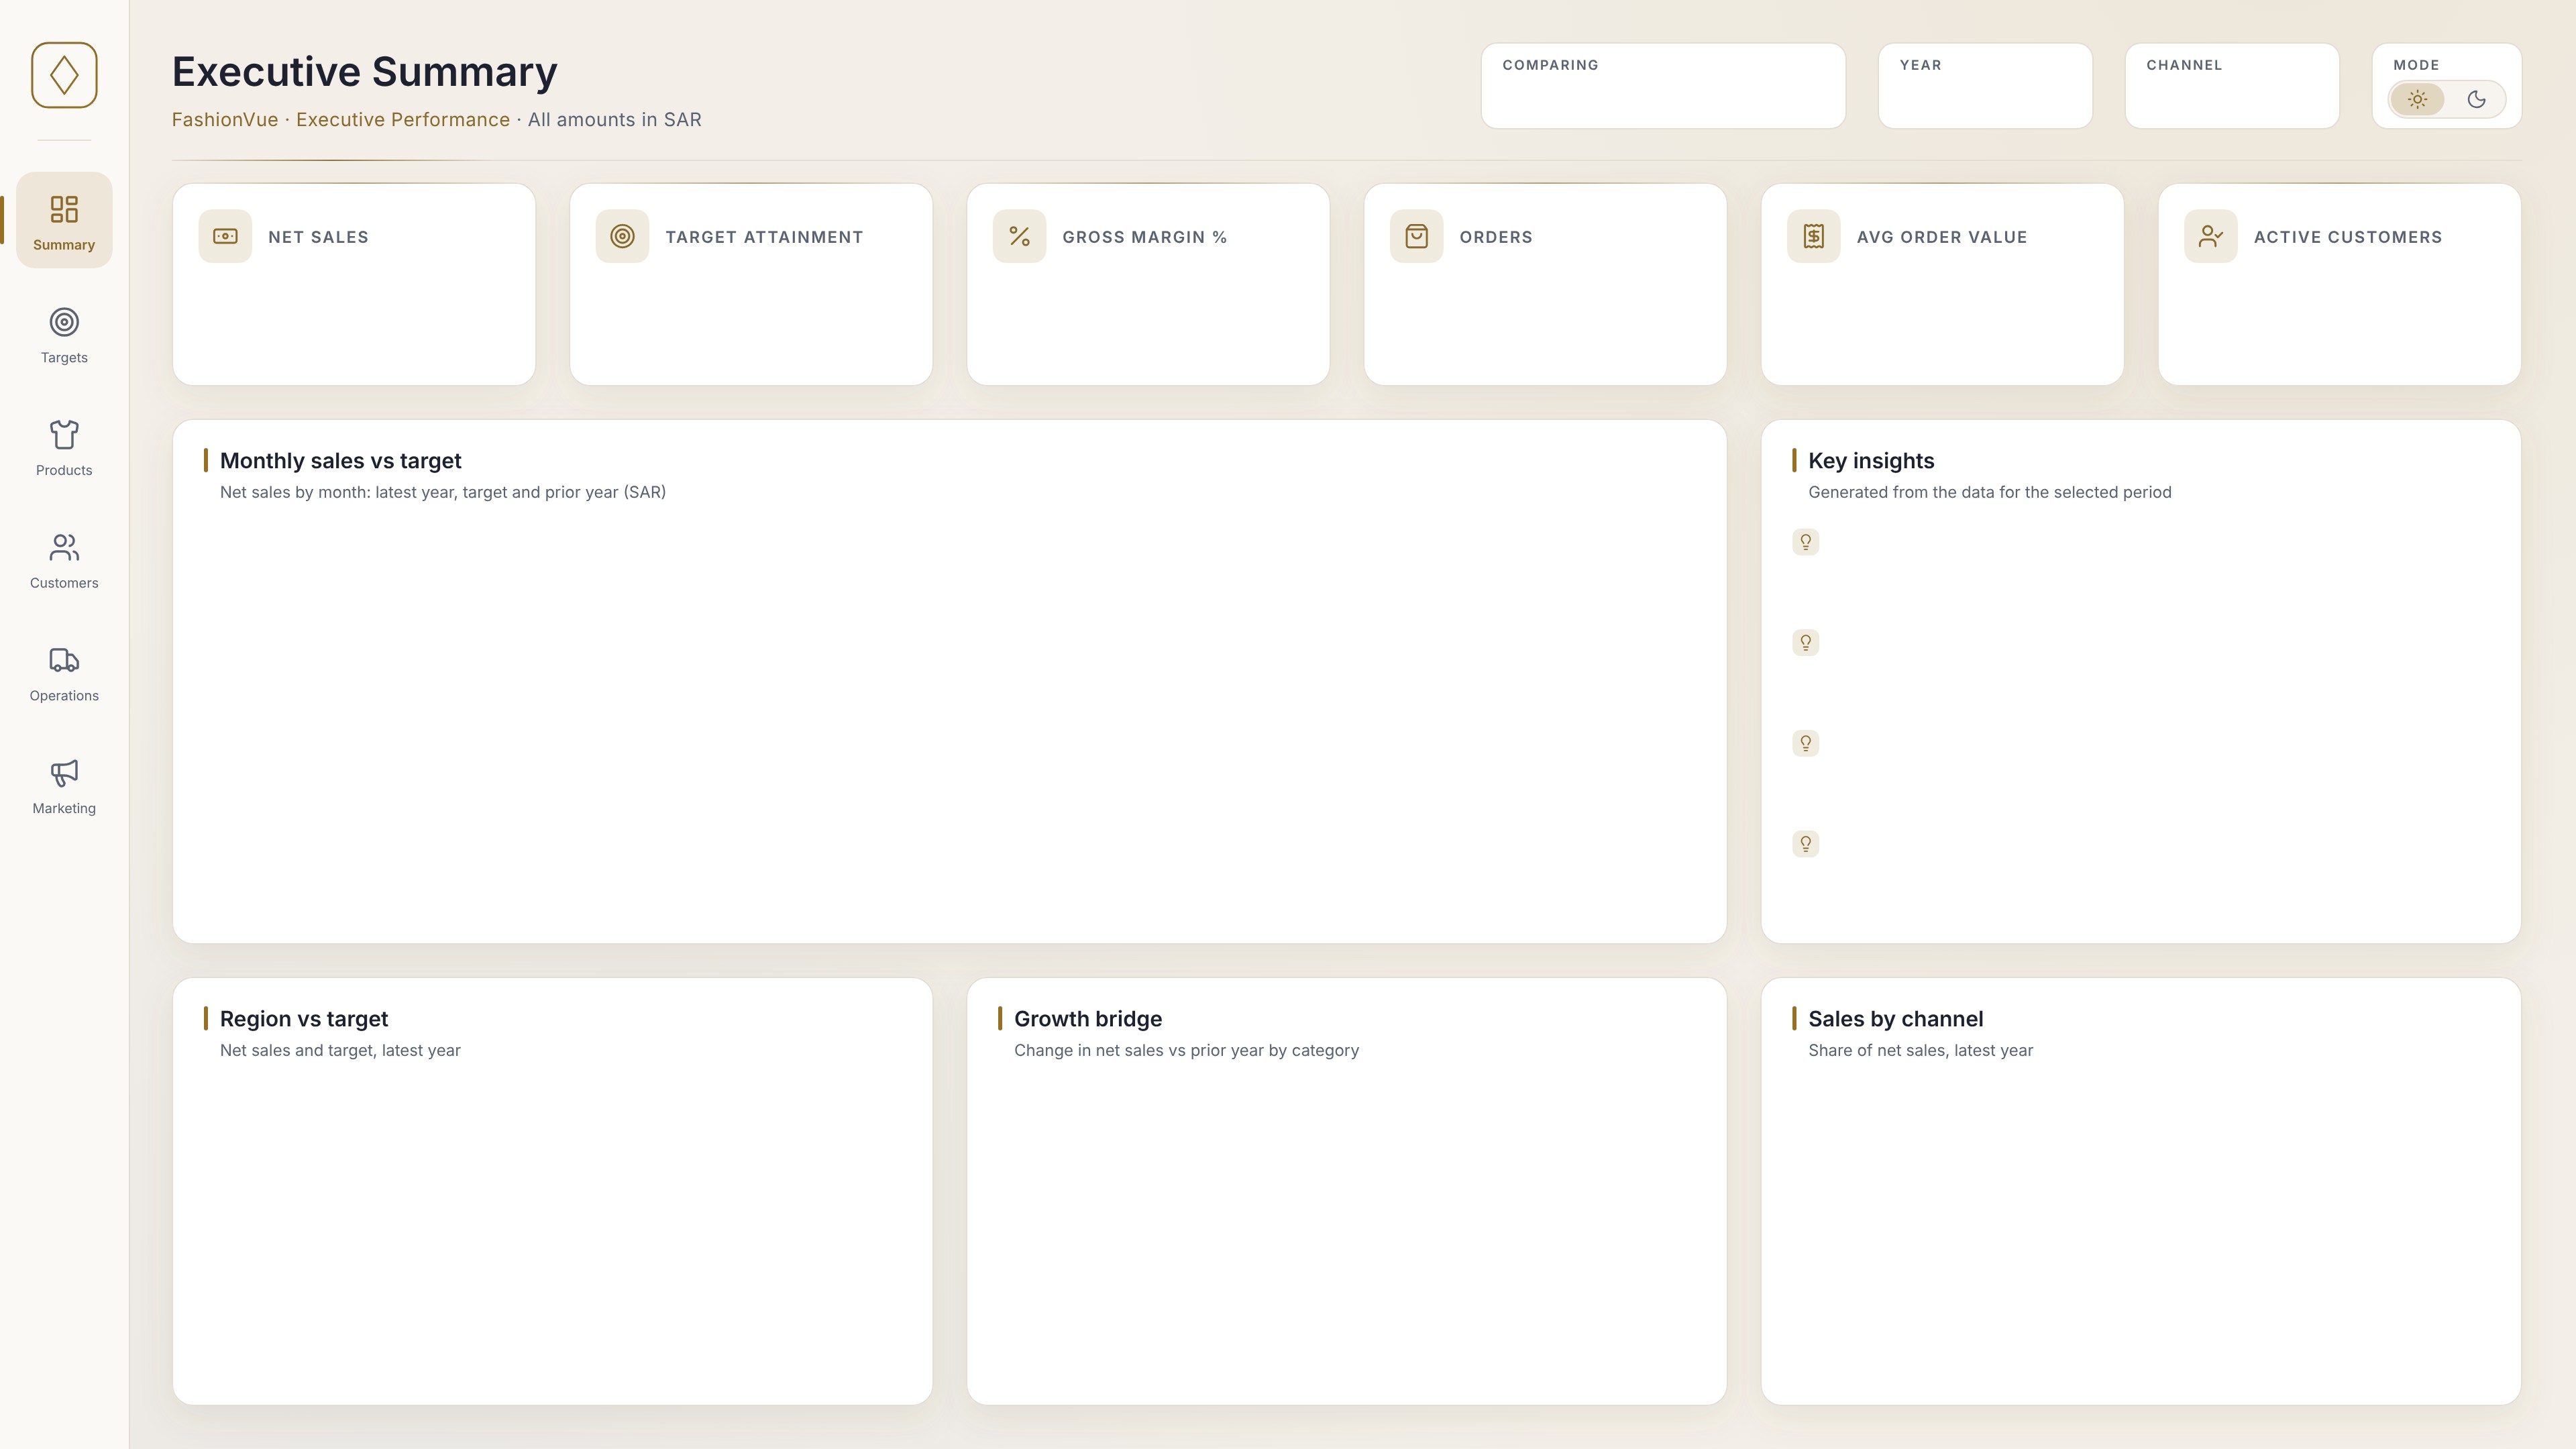 Executive Summary
FashionVue · Executive Performance · All amounts in SAR
COMPARING
YEAR
CHANNEL
MODE
Summary
Targets
Products
Customers
Operations
Marketing
NET SALES
TARGET ATTAINMENT
GROSS MARGIN %
ORDERS
AVG ORDER VALUE
ACTIVE CUSTOMERS
Monthly sales vs target
Net sales by month: latest year, target and prior year (SAR)
Key insights
Generated from the data for the selected period
Region vs target
Net sales and target, latest year
Growth bridge
Change in net sales vs prior year by category
Sales by channel
Share of net sales, latest year